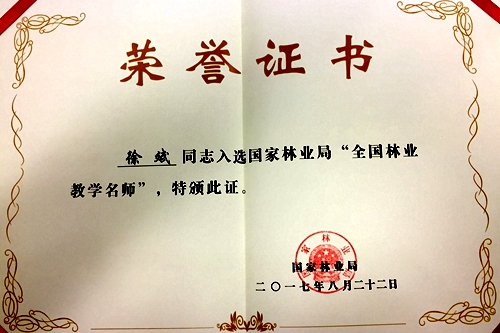 荣誉证书
徐斌同志入选国家林业局“全国林业
教学名师”，特颁此证。
国家林业局
二〇一七年八月二十二日